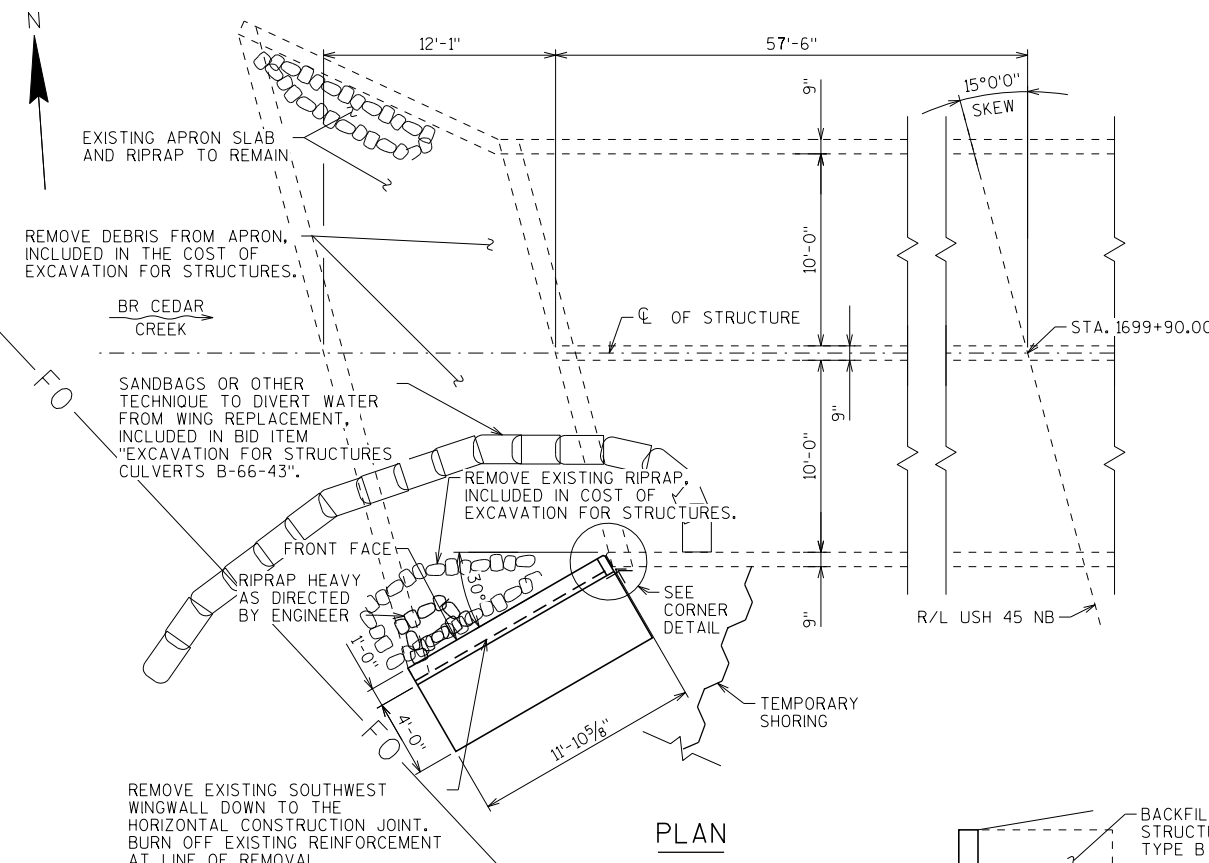 N
12'-1"
57'-6"
9"
15°0'0"
SKEW
EXISTING APRON SLAB
AND RIPRAP TO REMAIN
REMOVE DEBRIS FROM APRON,
INCLUDED IN THE COST OF
EXCAVATION FOR STRUCTURES.
10'-0"
BR CEDAR
CREEK
℄ OF STRUCTURE
STA. 1699+90.00
FO
SANDBAGS OR OTHER
TECHNIQUE TO DIVERT WATER
FROM WING REPLACEMENT,
INCLUDED IN BID ITEM
"EXCAVATION FOR STRUCTURES
CULVERTS B-66-43".
9"
10'-0"
REMOVE EXISTING RIPRAP,
INCLUDED IN COST OF
EXCAVATION FOR STRUCTURES.
FRONT FACE
30°
RIPRAP HEAVY
AS DIRECTED
BY ENGINEER
SEE
CORNER
DETAIL
9"
R/L USH 45 NB
1'-0"
4'-0"
FO
11'-10⅝"
TEMPORARY
SHORING
REMOVE EXISTING SOUTHWEST
WINGWALL DOWN TO THE
HORIZONTAL CONSTRUCTION JOINT.
BURN OFF EXISTING REINFORCEMENT
AT LINE OF REMOVAL
PLAN
BACKFIL
STRUCTU
TYPE B